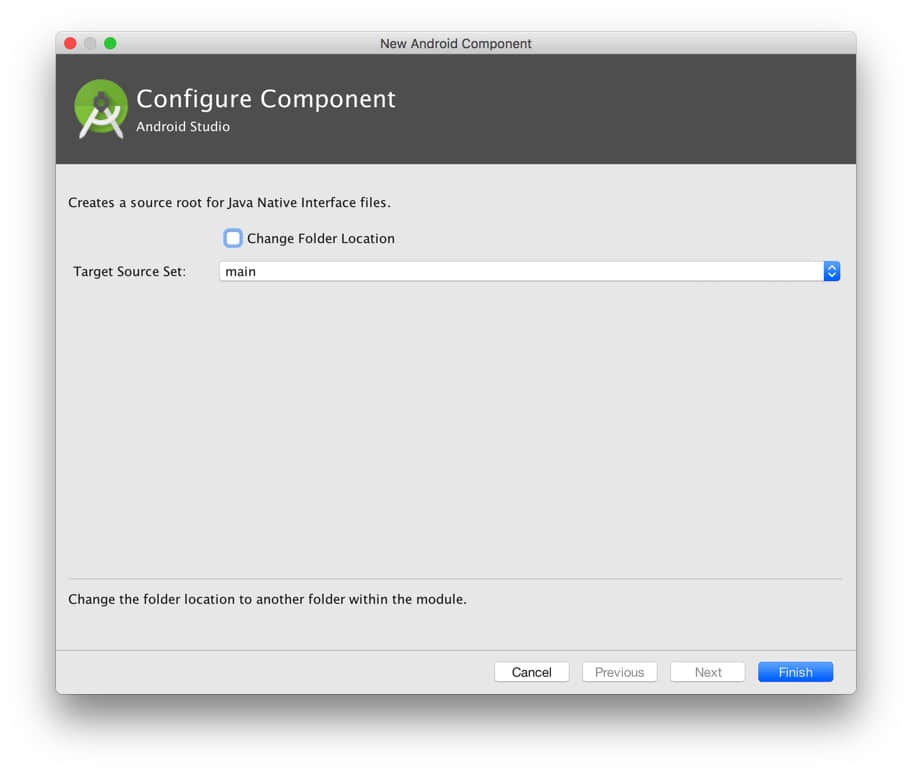 New Android Component
Configure Component
Android Studio
Creates a source root for Java Native Interface files.
Change Folder Location
Target Source Set: main
Change the folder location to another folder within the module.
Cancel Previous Next Finish